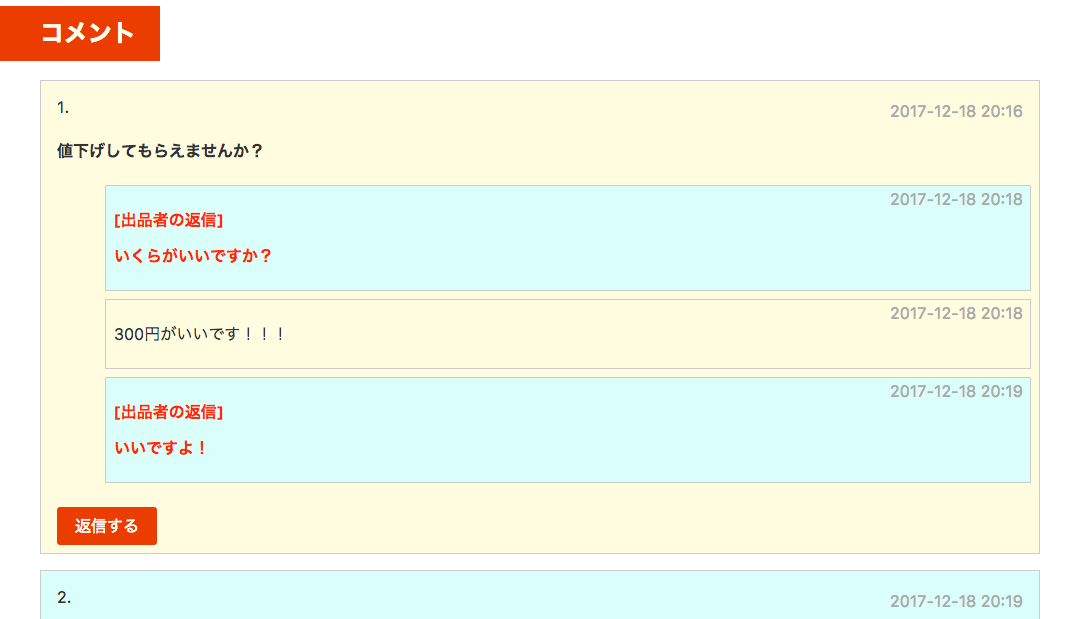 コメント
1.
2017-12-18 20:16
値下げしてもらえませんか？
2017-12-18 20:18
[出品者の返信]
いくらがいいですか？
2017-12-18 20:18
300円がいいです！！！
2017-12-18 20:19
[出品者の返信]
いいですよ！
返信する
2.
2017-12-18 20:19